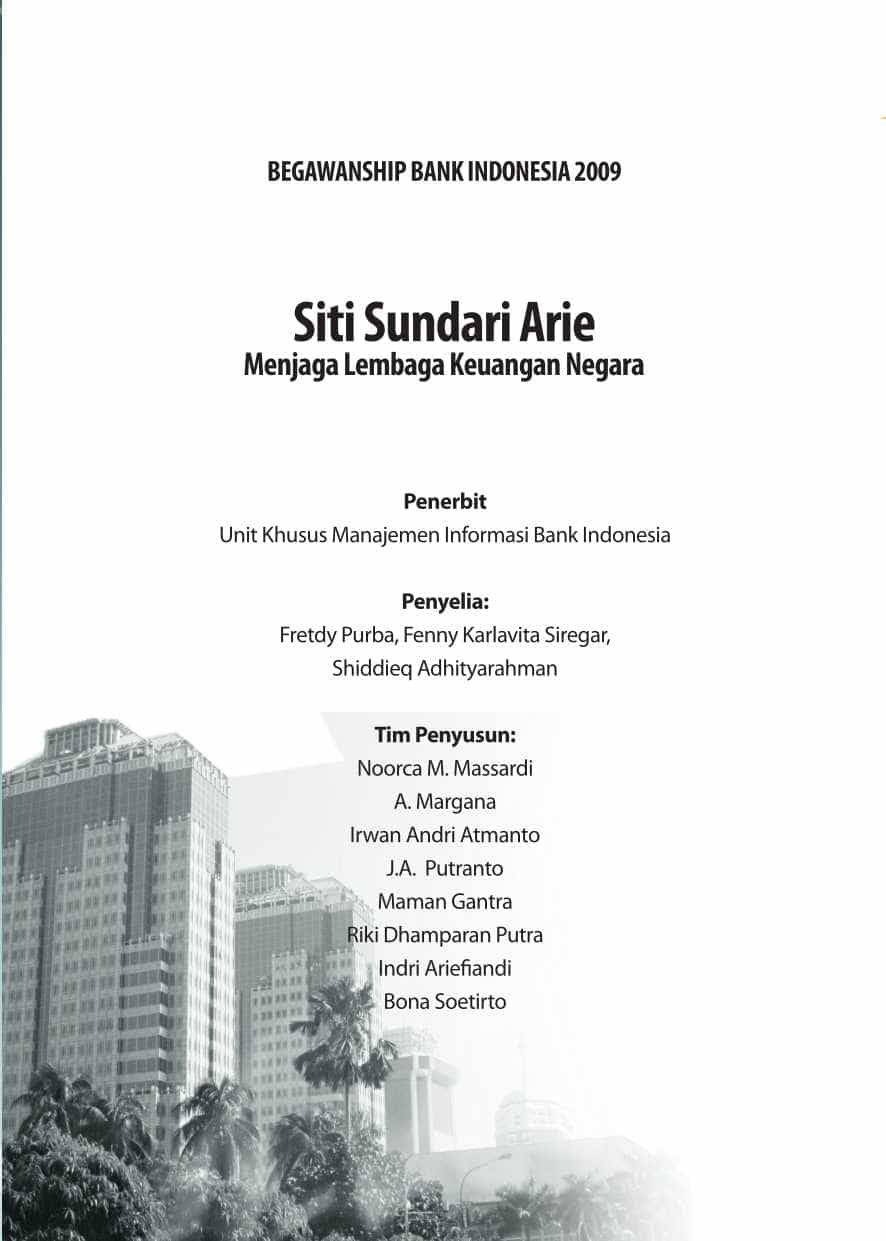 BEGAWANSHIP BANK INDONESIA 2009
Siti Sundari Arie
Menjaga Lembaga Keuangan Negara
Penerbit
Unit Khusus Manajemen Informasi Bank Indonesia
Penyelia:
Fretdy Purba, Fenny Karlavita Siregar,
Shiddieq Adhityarahman
Tim Penyusun:
Noorca M. Massardi
A. Margana
Irwan Andri Atmanto
J.A. Putranto
Maman Gantra
Riki Dhamparan Putra
Indri Ariefiandi
Bona Soetirto